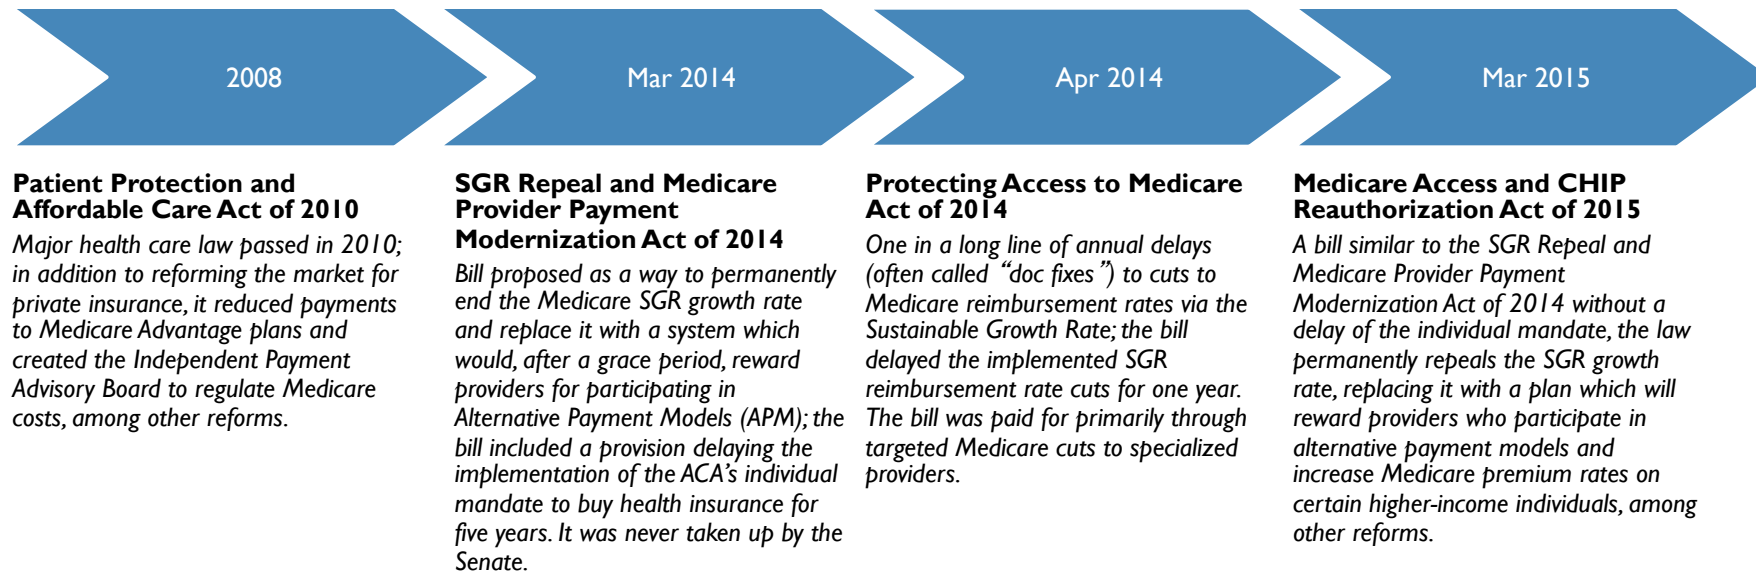 2008
Mar 2014
Apr 2014
Mar 2015
Patient Protection and
Affordable Care Act of 2010
Major health care law passed in 2010;
in addition to reforming the market for
private insurance, it reduced payments
to Medicare Advantage plans and
created the Independent Payment
Advisory Board to regulate Medicare
costs, among other reforms.
SGR Repeal and Medicare
Provider Payment
Modernization Act of 2014
Bill proposed as a way to permanently
end the Medicare SGR growth rate
and replace it with a system which
would, after a grace period, reward
providers for participating in
Alternative Payment Models (APM); the
bill included a provision delaying the
implementation of the ACA’s individual
mandate to buy health insurance for
five years. It was never taken up by the
Senate.
Protecting Access to Medicare
Act of 2014
One in a long line of annual delays
(often called “doc fixes”) to cuts to
Medicare reimbursement rates via the
Sustainable Growth Rate; the bill
delayed the implemented SGR
reimbursement rate cuts for one year.
The bill was paid for primarily through
targeted Medicare cuts to specialized
providers.
Medicare Access and CHIP
Reauthorization Act of 2015
A bill similar to the SGR Repeal and
Medicare Provider Payment
Modernization Act of 2014 without a
delay of the individual mandate, the law
permanently repeals the SGR growth
rate, replacing it with a plan which will
reward providers who participate in
alternative payment models and
increase Medicare premium rates on
certain higher-income individuals, among
other reforms.